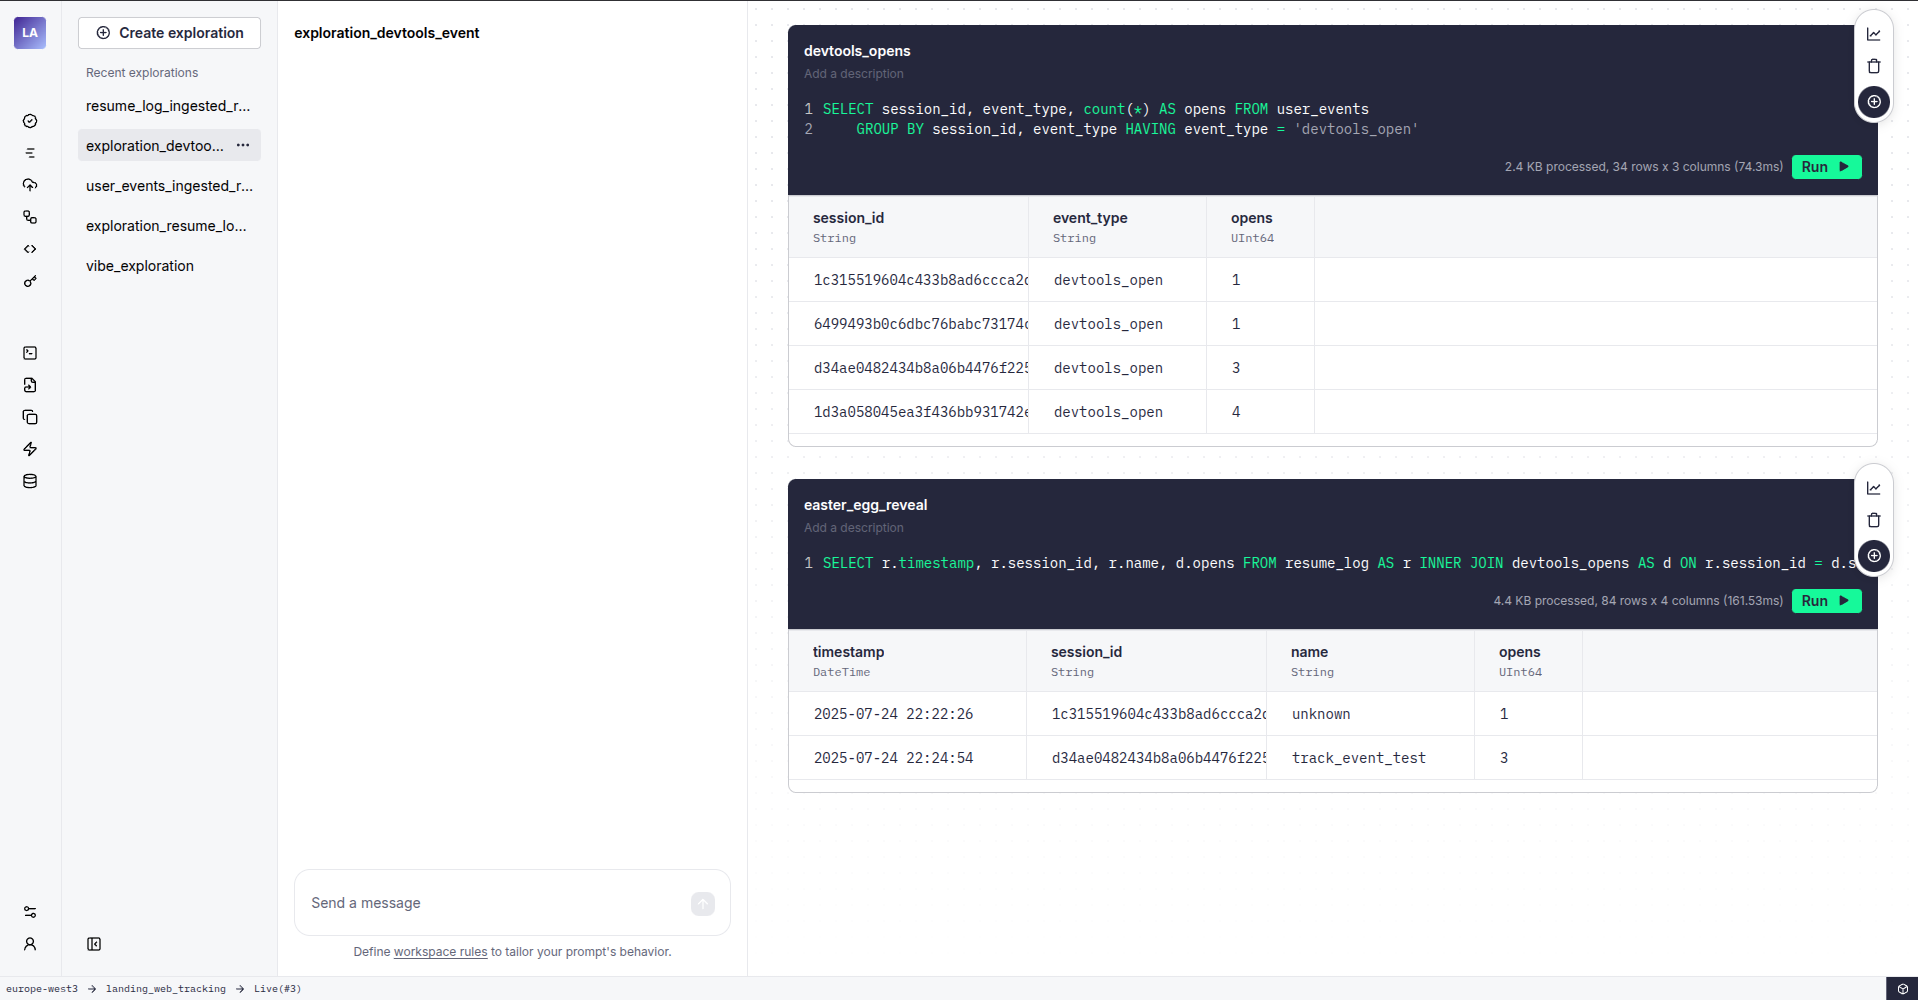 LA
Create exploration
Recent explorations
resume_log_ingested_r...
exploration_devtoo...
user_events_ingested_r...
exploration_resume_lo...
vibe_exploration
exploration_devtools_event
Send a message
Define workspace rules to tailor your prompt's behavior.
devtools_opens
Add a description
1 SELECT session_id, event_type, count(*) AS opens FROM user_events
2 GROUP BY session_id, event_type HAVING event_type = 'devtools_open'
2.4 KB processed, 34 rows x 3 columns (74.3ms) Run
session_id event_type opens
String String UInt64
1c315519604c433b8ad6ccca2 devtools_open 1
6499493b0c6dbc76babc73174 devtools_open 1
d34ae0482434b8a06b4476f225 devtools_open 3
1d3a058045ea3f436bb931742e devtools_open 4
easter_egg_reveal
Add a description
1 SELECT r.timestamp, r.session_id, r.name, d.opens FROM resume_log AS r INNER JOIN devtools_opens AS d ON r.session_id = d.s
4.4 KB processed, 84 rows x 4 columns (161.53ms) Run
timestamp session_id name opens
DateTime String String UInt64
2025-07-24 22:22:26 1c315519604c433b8ad6ccca2 unknown 1
2025-07-24 22:24:54 d34ae0482434b8a06b4476f225 track_event_test 3
europe-west3 → landing_web_tracking → Live(#3)